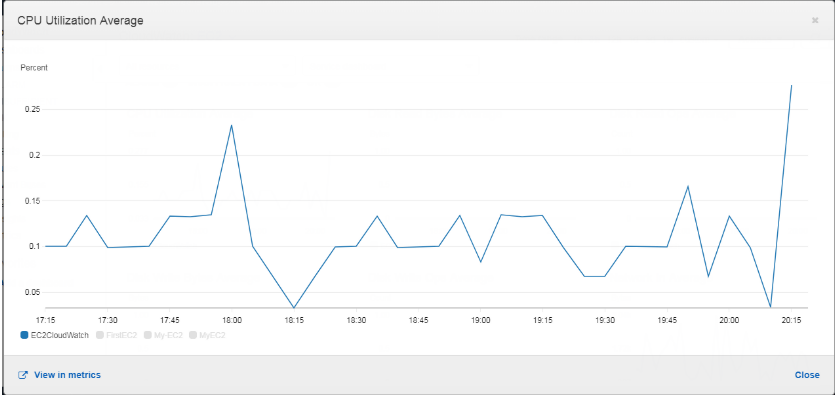 CPU Utilization Average
Percent
0.25
0.2
0.15
0.1
0.05
17:15 17:30 17:45 18:00 18:15 18:30 18:45 19:00 19:15 19:30 19:45 20:00 20:15
EC2CloudWatch FirstEC2 My-EC2 MyEC2
View in metrics Close